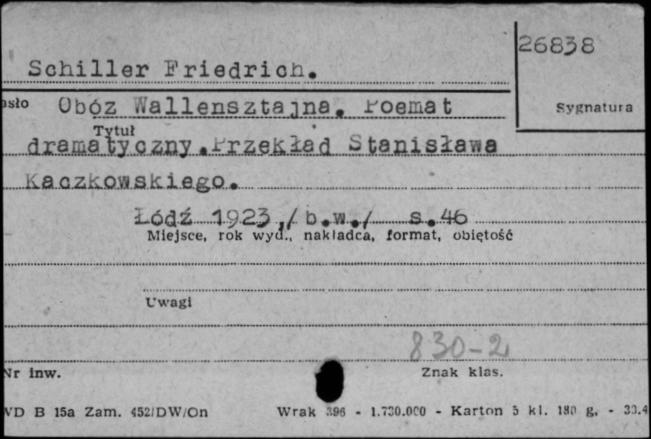 26838
Schiller Friedrich.
asło Obóz Wallensztajna. Poemat
Sygnatura
Tytuł
dramatyczny.Przekład Stanisława
Kaczkowskiego.
Łódź 1923,/b.w./ s.46
Miejsce, rok wyd., nakładca, format, objętość
Uwagi
830-2
Nr inw.
Znak klas.
WD B 15a Zam. 452/DW/On Wrak 396 - 1.730.000 - Karton 5 kl. 180 g. - 33.4